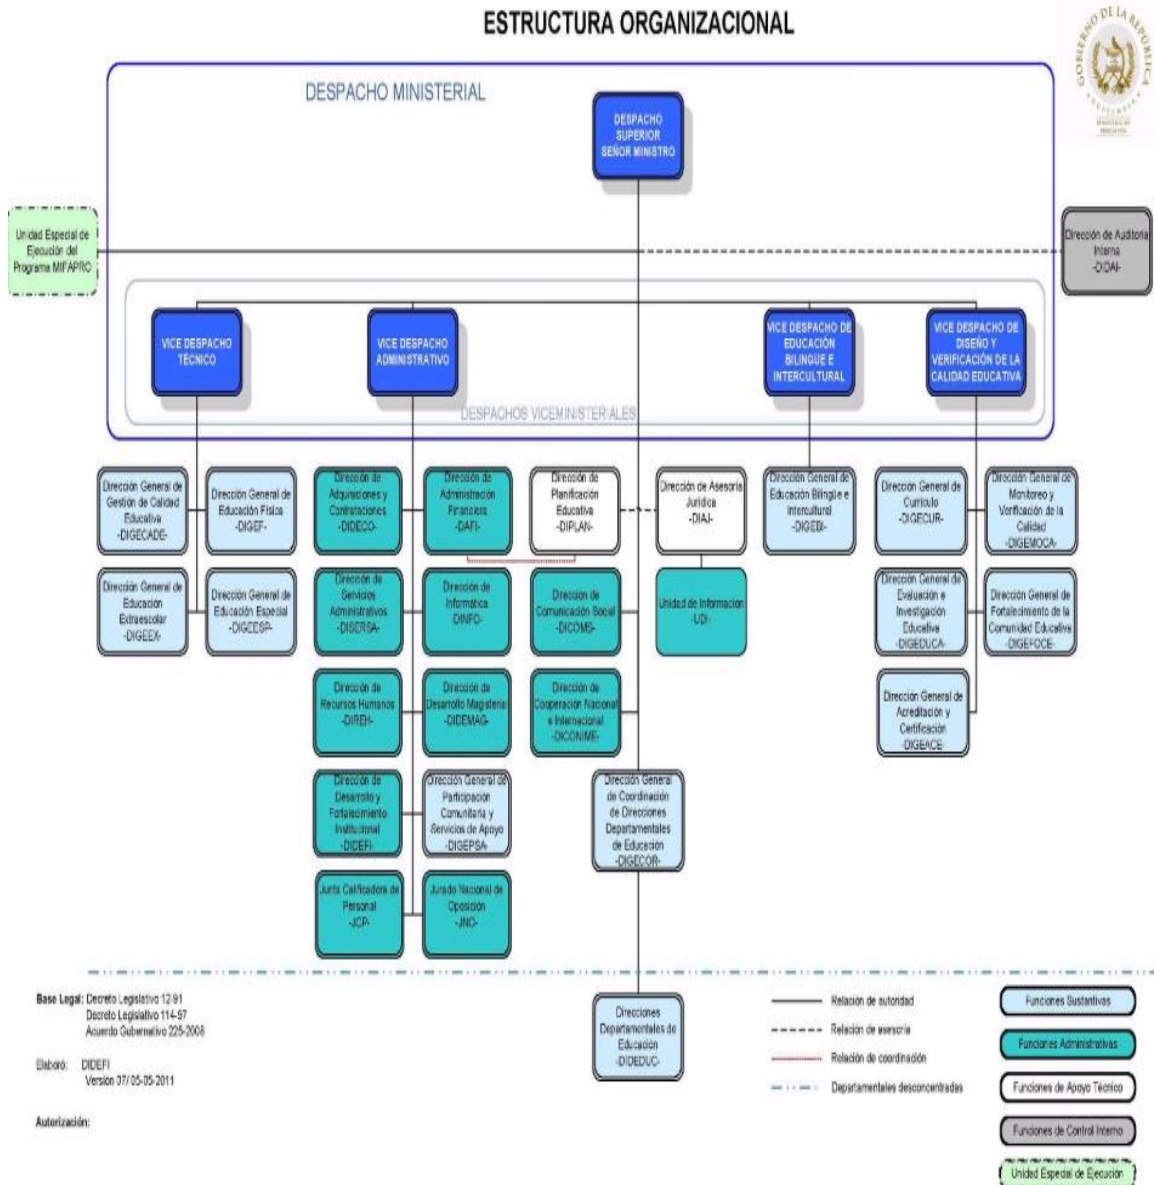 ESTRUCTURA ORGANIZACIONAL
GOBIERNO DE LA REPÚBLICA
GUATEMALA
MINISTERIO DE
EDUCACIÓN
DESPACHO MINISTERIAL
DESPACHO
SUPERIOR
SEÑOR MINISTRO
Unidad Especial de
Ejecución del
Programa MIFAPRO
Dirección de Auditoría
Interna
-DIDAI-
VICE DESPACHO
TÉCNICO
VICE DESPACHO
ADMINISTRATIVO
VICE DESPACHO DE
EDUCACIÓN
BILINGÜE E
INTERCULTURAL
VICE DESPACHO DE
DISEÑO Y
VERIFICACIÓN DE LA
CALIDAD EDUCATIVA
DESPACHOS VICEMINISTERIALES
Dirección General de
Gestión de Calidad
Educativa
-DIGECADE-
Dirección General de
Educación Física
-DIGEF-
Dirección de
Adquisiciones y
Contrataciones
-DIDECO-
Dirección de
Administración
Financiera
-DAFI-
Dirección de
Planificación
Educativa
-DIPLAN-
Dirección de Asesoría
Jurídica
-DIAJ-
Dirección General de
Educación Bilingüe e
Intercultural
-DIGEBI-
Dirección General de
Currículo
-DIGECUR-
Dirección General de
Monitoreo y
Verificación de la
Calidad
-DIGEMOCA-
Dirección General de
Educación
Extraescolar
-DIGEEX-
Dirección General de
Educación Especial
-DIGEESP-
Dirección de
Servicios
Administrativos
-DISERSA-
Dirección de
Informática
-DINFO-
Dirección de
Comunicación Social
-DICOMS-
Unidad de Información
-UDI-
Dirección General de
Evaluación e
Investigación
Educativa
-DIGEDUCA-
Dirección General de
Fortalecimiento de la
Comunidad Educativa
-DIGEFOCE-
Dirección de
Recursos Humanos
-DIREH-
Dirección de
Desarrollo Magisterial
-DIDEMAG-
Dirección de
Cooperación Nacional
e Internacional
-DICONIME-
Dirección General de
Acreditación y
Certificación
-DIGEACE-
Dirección de
Desarrollo y
Fortalecimiento
Institucional
-DIDEFI-
Dirección General de
Participación
Comunitaria y
Servicios de Apoyo
-DIGEPSA-
Dirección General
de Coordinación
de Direcciones
Departamentales
de Educación
-DIGECOR-
Junta Calificadora de
Personal
-JCP-
Jurado Nacional de
Oposición
-JNO-
Direcciones
Departamentales de
Educación
-DIDEDUC-
Base Legal: Decreto Legislativo 12-91
Decreto Legislativo 114-97
Acuerdo Gubernativo 225-2008
Elaboró: DIDEFI
Versión 07/ 05-05-2011
Autorización:
Relación de autoridad
Relación de asesoría
Relación de coordinación
Departamentales desconcentradas
Funciones Sustantivas
Funciones Administrativas
Funciones de Apoyo Técnico
Funciones de Control Interno
Unidad Especial de Ejecución